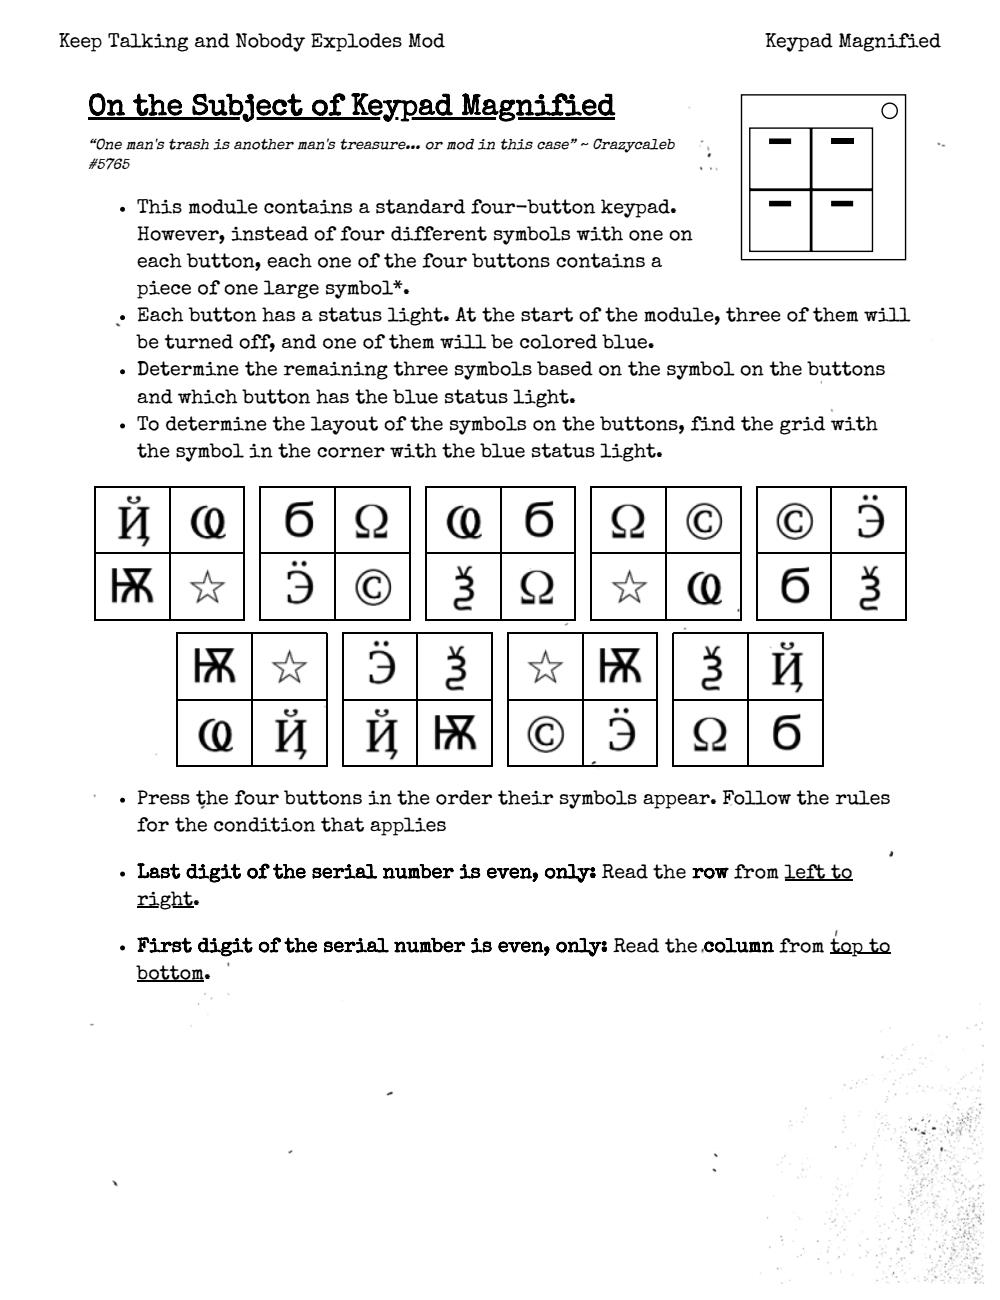 Keep Talking and Nobody Explodes Mod
Keypad Magnified
On the Subject of Keypad Magnified
“One man's trash is another man's treasure... or mod in this case” ~ Crazycaleb
#5765
• This module contains a standard four-button keypad.
However, instead of four different symbols with one on
each button, each one of the four buttons contains a
piece of one large symbol*.
• Each button has a status light. At the start of the module, three of them will
be turned off, and one of them will be colored blue.
• Determine the remaining three symbols based on the symbol on the buttons
and which button has the blue status light.
• To determine the layout of the symbols on the buttons, find the grid with
the symbol in the corner with the blue status light.
Ҋ Ҩ б Ω Ҩ б Ω © © Ӭ
Ѭ ☆ Ӭ © Ѯ Ω ☆ Ҩ б Ѯ
Ѭ ☆ Ӭ Ѯ ☆ Ѭ Ѯ Ҋ
Ҩ Ҋ Ҋ Ѭ © Ӭ Ω б
• Press the four buttons in the order their symbols appear. Follow the rules
for the condition that applies
• Last digit of the serial number is even, only: Read the row from left to
right.
• First digit of the serial number is even, only: Read the column from top to
bottom.